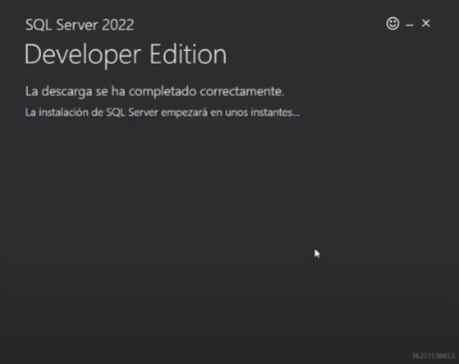 SQL Server 2022
Developer Edition
La descarga se ha completado correctamente.
La instalación de SQL Server empezará en unos instantes...
16.2211.5693.3